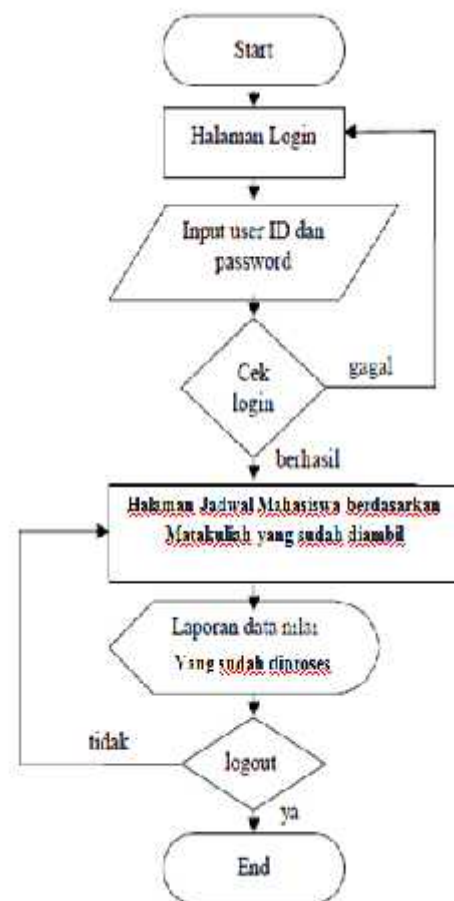 Start
Halaman Login
Input user ID dan
password
Cek
login
gagal
berhasil
Halaman Jadwal Mahasiswa berdasarkan
Matakuliah yang sudah diambil
Laporan data nilai
Yang sudah diproses
tidak
logout
ya
End